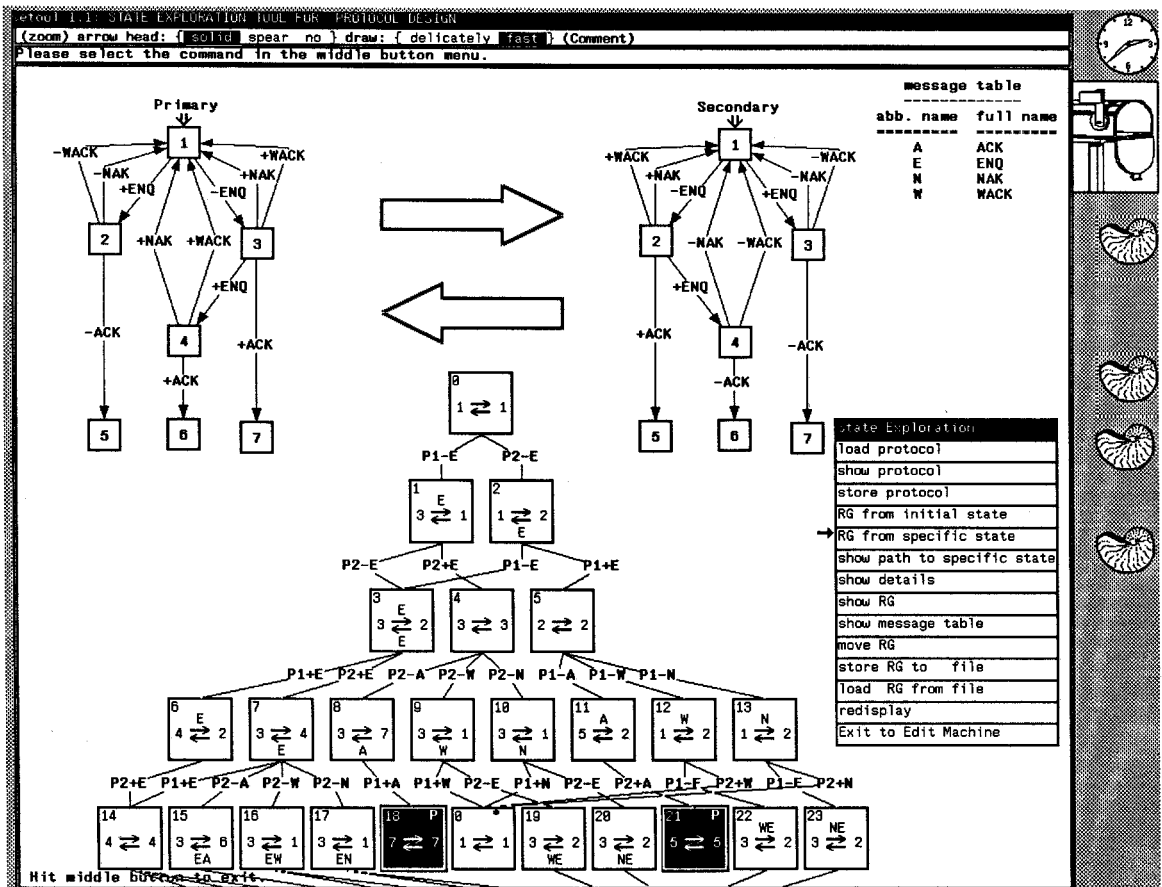 setool 1.1: STATE EXPLORATION TOOL FOR PROTOCOL DESIGN
(zoom) arrow head: { solid spear no } draw: { delicately fast } (Comment)
Please select the command in the middle button menu.
message table
abb. name full name
A ACK
E ENQ
N NAK
W WACK
Primary
1
-WACK
-NAK
+ENQ
-ENQ
+NAK
+WACK
2
+NAK
+WACK
3
+ENQ
-ACK
4
+ACK
+ACK
5
6
7
Secondary
1
+WACK
+NAK
-ENQ
+ENQ
-NAK
-WACK
2
-NAK
-WACK
3
+ENQ
+ACK
4
-ACK
-ACK
5
6
7
State Exploration
load protocol
show protocol
store protocol
RG from initial state
RG from specific state
show path to specific state
show details
show RG
show message table
move RG
store RG to file
load RG from file
redisplay
Exit to Edit Machine
0
1 1
P1-E P2-E
1
E
3 1
2
1 2
E
P2-E P2+E P1-E P1+E
3
E
3 2
E
4
3 3
5
2 2
P1+E P2+E P2-A P2-W P2-N P1-A P1-W P1-N
6
E
4 2
7
3 4
E
8
3 7
A
9
3 1
W
10
3 1
N
11
A
5 2
12
W
1 2
13
N
1 2
P2+E P1+E P2-A P2-W P2-N P1+A P1+W P2-E P1+N P2-E P2+A P1-E P2+W P1-E P2+N
14
4 4
15
3 6
EA
16
3 1
EW
17
3 1
EN
18 P
7 7
0
1 1
19
3 2
WE
20
3 2
NE
21 P
5 5
22
WE
3 2
23
NE
3 2
Hit middle button to exit.